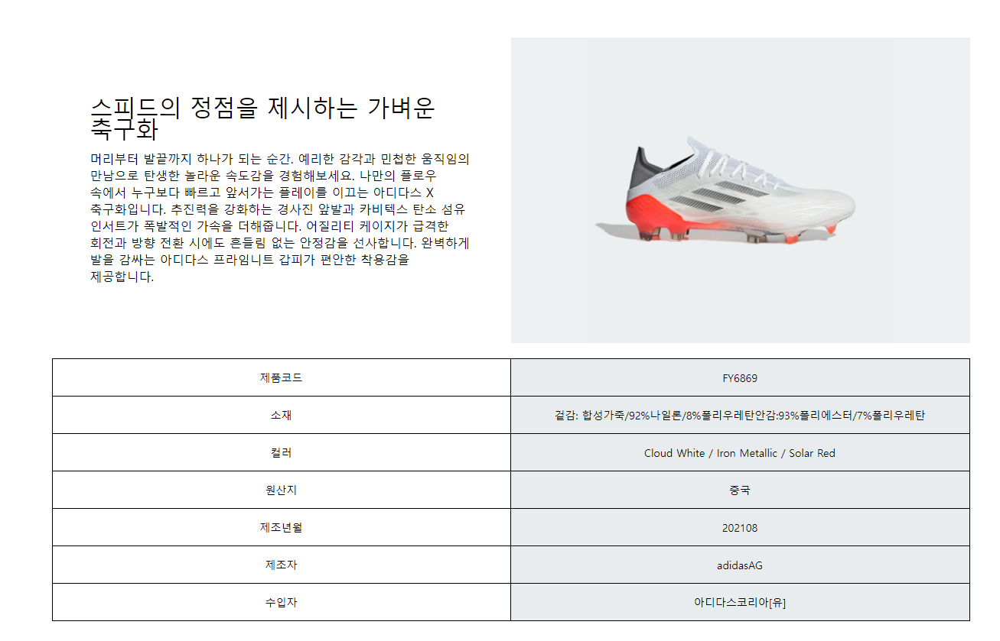 스피드의 정점을 제시하는 가벼운
축구화
머리부터 발끝까지 하나가 되는 순간. 예리한 감각과 민첩한 움직임의
만남으로 탄생한 놀라운 속도감을 경험해보세요. 나만의 플로우
속에서 누구보다 빠르고 앞서가는 플레이를 이끄는 아디다스 X
축구화입니다. 추진력을 강화하는 경사진 앞발과 카비텍스 탄소 섬유
인서트가 폭발적인 가속을 더해줍니다. 어질리티 케이지가 급격한
회전과 방향 전환 시에도 흔들림 없는 안정감을 선사합니다. 완벽하게
발을 감싸는 아디다스 프라임니트 갑피가 편안한 착용감을
제공합니다.
제품코드 FY6869
소재 겉감: 합성가죽/92%나일론/8%폴리우레탄안감:93%폴리에스터/7%폴리우레탄
컬러 Cloud White / Iron Metallic / Solar Red
원산지 중국
제조년월 202108
제조자 adidasAG
수입자 아디다스코리아[유]